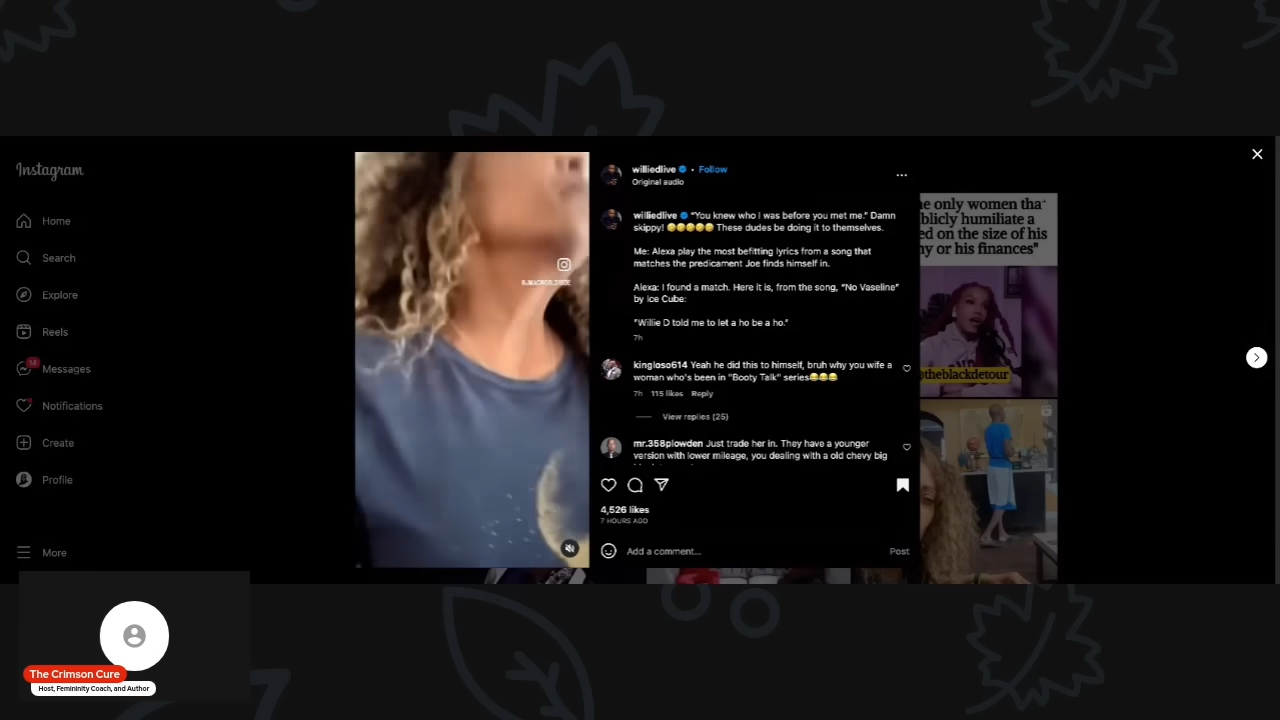 Instagram
Home
Search
Explore
Reels
14
Messages
Notifications
Create
Profile
More
williedlive • Follow
Original audio
williedlive "You knew who I was before you met me." Damn
skippy! 🤣🤣🤣🤣🤣 These dudes be doing it to themselves.
Me: Alexa play the most befitting lyrics from a song that
matches the predicament Joe finds himself in.
Alexa: I found a match. Here it is, from the song, "No Vaseline"
by Ice Cube:
"Willie D told me to let a ho be a ho."
7h
kingloso614 Yeah he did this to himself, bruh why you wife a
woman who's been in "Booty Talk" series😂😂😂
7h 115 likes Reply
View replies (25)
mr.358plowden Just trade her in. They have a younger
version with lower mileage, you dealing with a old chevy big
4,526 likes
7 HOURS AGO
Add a comment...
Post
e only women tha
blicly humiliate a
ed on the size of his
y or his finances"
@theblackdetour
The Crimson Cure
Host, Femininity Coach, and Author